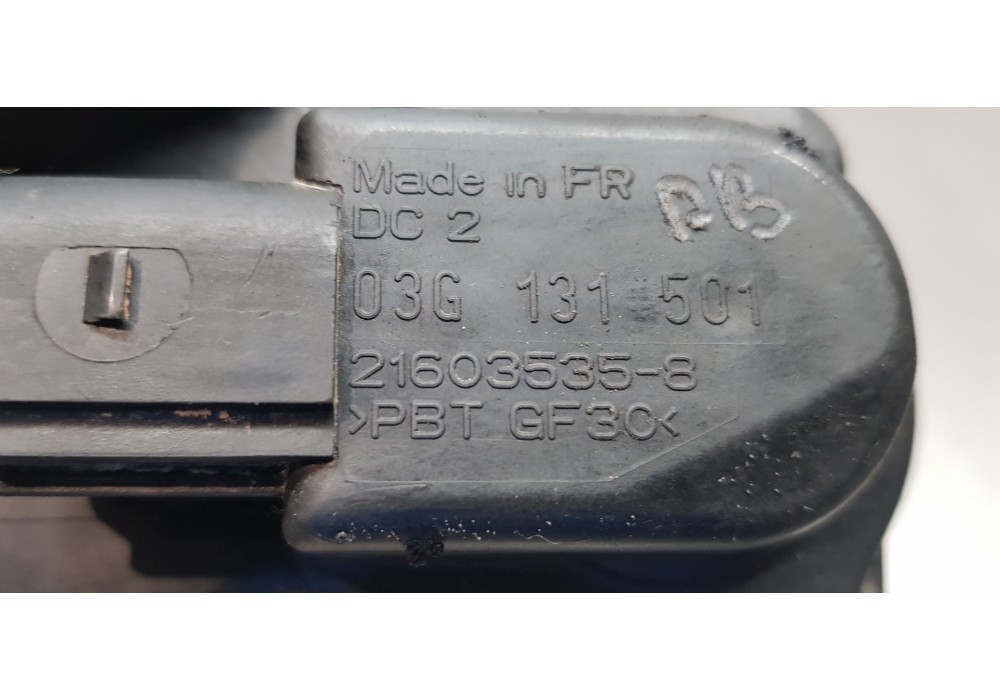 Made in FR
DC 2
03G 131 501
21603535-8
>PBT GF30<